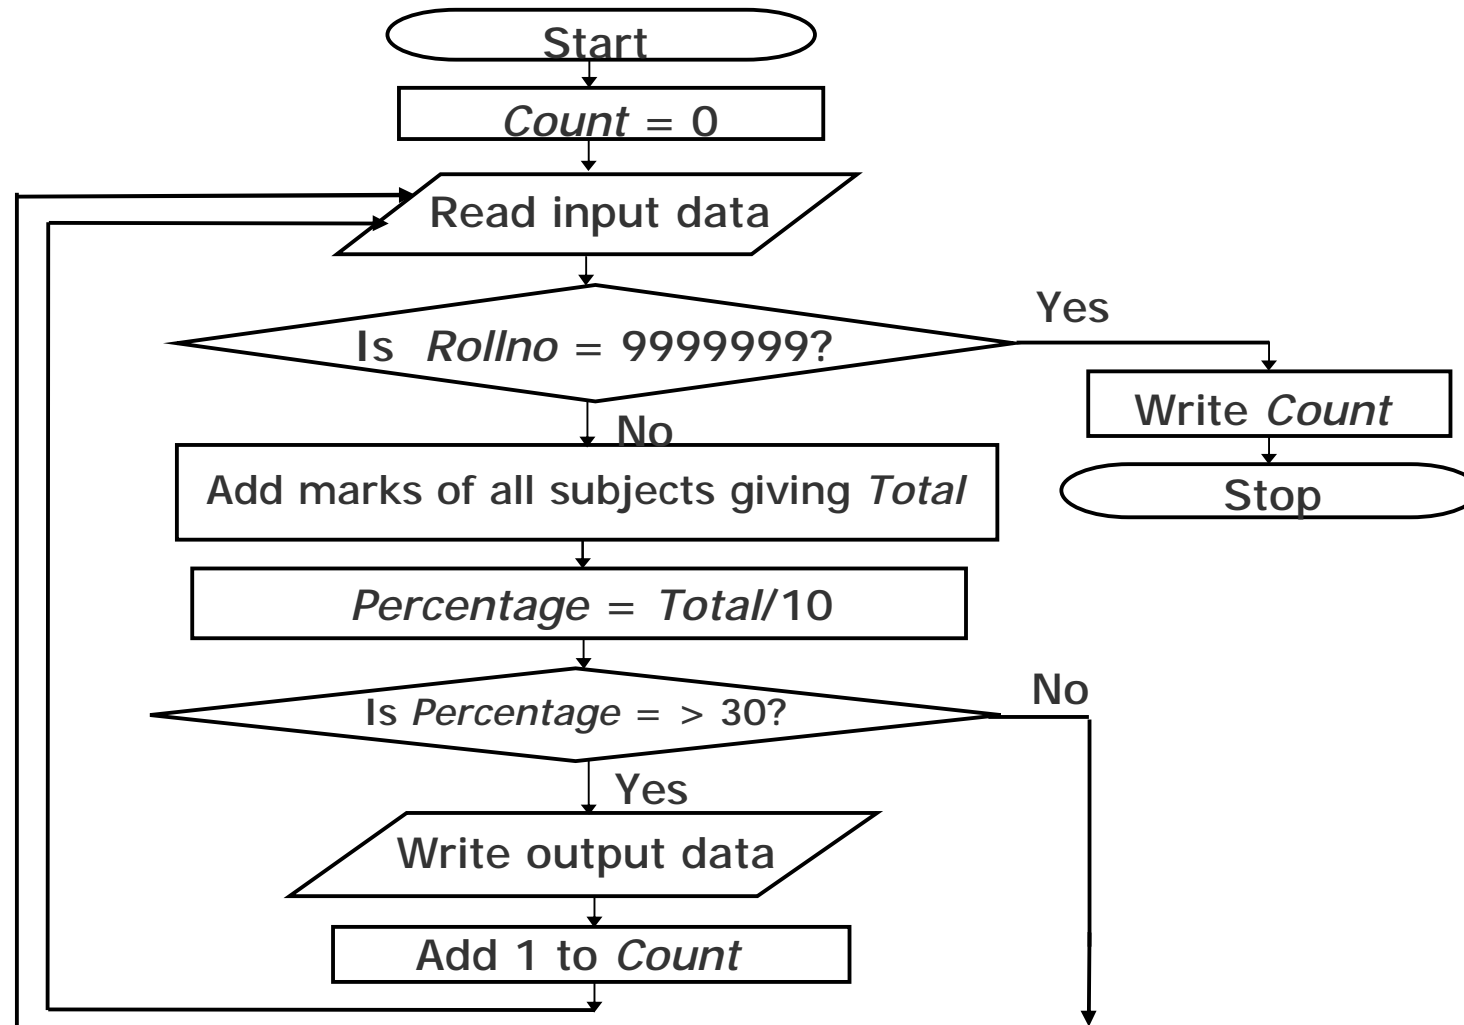 Start
Count = 0
Read input data
Is Rollno = 9999999?
Yes
Write Count
Stop
No
Add marks of all subjects giving Total
Percentage = Total/10
Is Percentage = > 30?
No
Yes
Write output data
Add 1 to Count